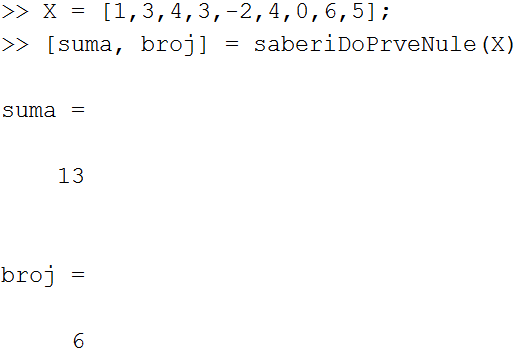 >> X = [1,3,4,3,-2,4,0,6,5];
>> [suma, broj] = saberiDoPrveNule(X)
suma =
13
broj =
6